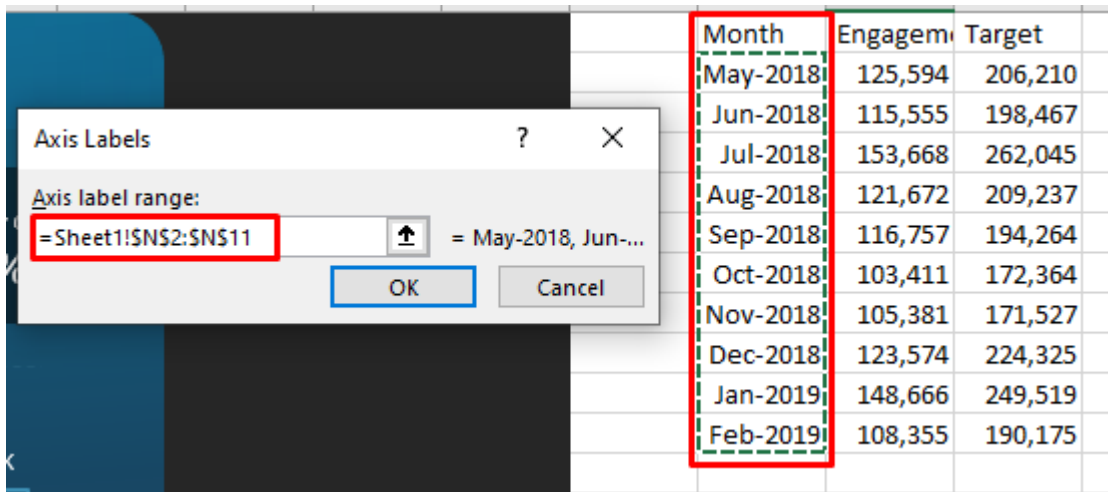 Month Engagem Target
May-2018 125,594 206,210
Jun-2018 115,555 198,467
Jul-2018 153,668 262,045
Aug-2018 121,672 209,237
Sep-2018 116,757 194,264
Oct-2018 103,411 172,364
Nov-2018 105,381 171,527
Dec-2018 123,574 224,325
Jan-2019 148,666 249,519
Feb-2019 108,355 190,175
Axis Labels ?
Axis label range:
=Sheet1!$N$2:$N$11 = May-2018, Jun-...
OK Cancel